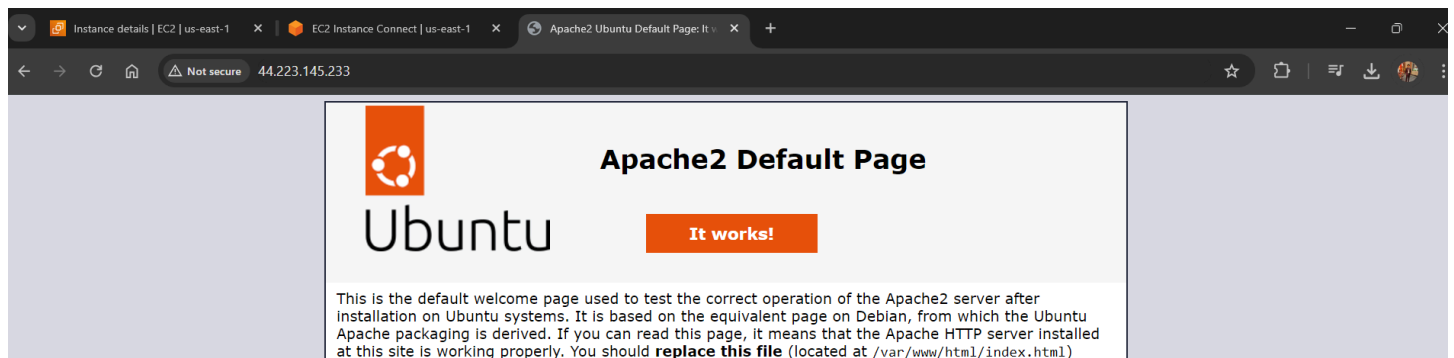 Instance details | EC2 | us-east-1
EC2 Instance Connect | us-east-1
Apache2 Ubuntu Default Page: It
Not secure 44.223.145.233
Apache2 Default Page
Ubuntu
It works!
This is the default welcome page used to test the correct operation of the Apache2 server after
installation on Ubuntu systems. It is based on the equivalent page on Debian, from which the Ubuntu
Apache packaging is derived. If you can read this page, it means that the Apache HTTP server installed
at this site is working properly. You should replace this file (located at /var/www/html/index.html)